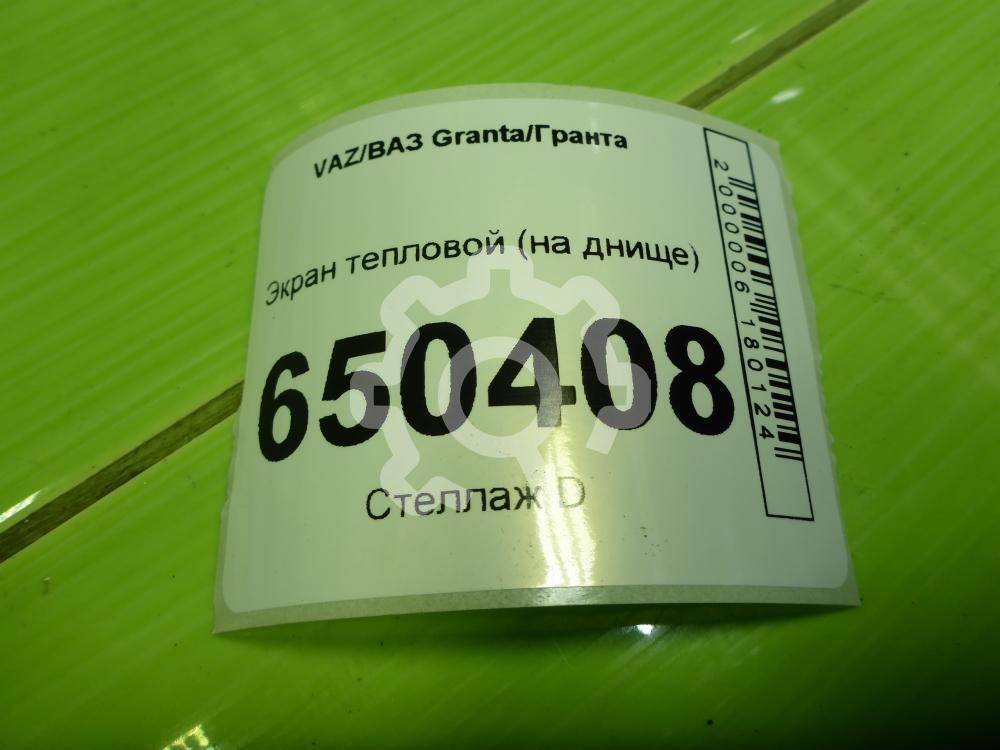 VAZ/ВАЗ Granta/Гранта
Экран тепловой (на днище)
650408
Стеллаж D
2000006180124